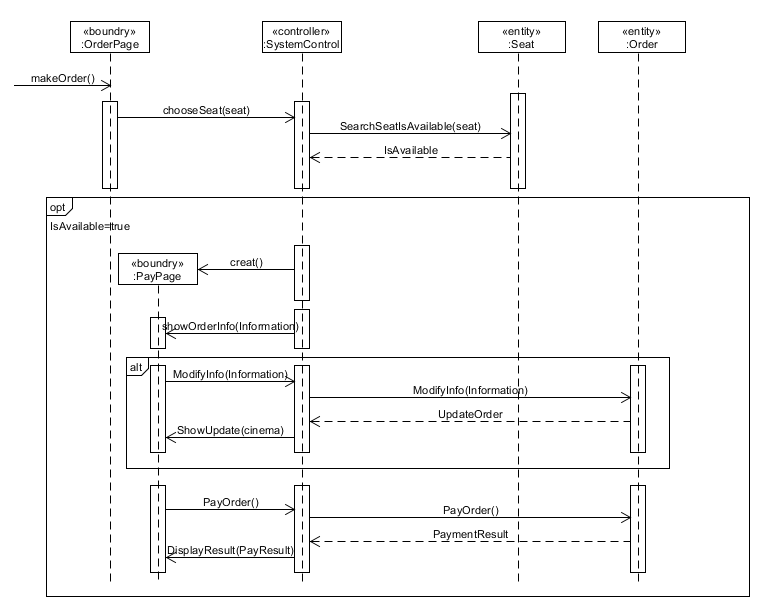 «boundry» «controller» «entity» «entity»
:OrderPage :SystemControl :Seat :Order
makeOrder()
chooseSeat(seat)
SearchSeatIsAvailable(seat)
IsAvailable
opt
IsAvailable=true
«boundry»
:PayPage
creat()
showOrderInfo(Information)
alt
ModifyInfo(Information)
ModifyInfo(Information)
UpdateOrder
ShowUpdate(cinema)
PayOrder()
PayOrder()
PaymentResult
DisplayResult(PayResult)